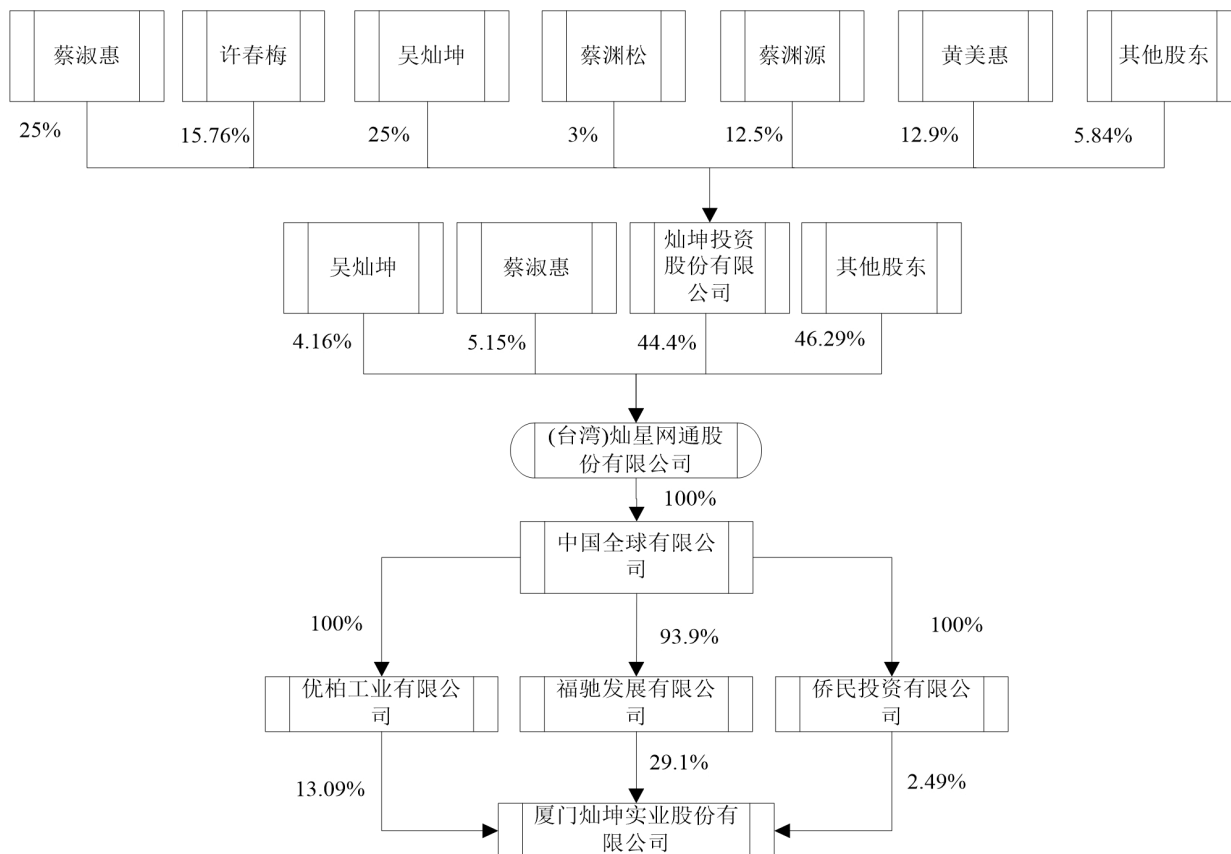 蔡淑惠
许春梅
吴灿坤
蔡渊松
蔡渊源
黄美惠
其他股东
25%
15.76%
25%
3%
12.5%
12.9%
5.84%
吴灿坤
蔡淑惠
灿坤投资
股份有限
公司
其他股东
4.16%
5.15%
44.4%
46.29%
(台湾)灿星网通股
份有限公司
100%
中国全球有限公
司
100%
93.9%
100%
优柏工业有限公
司
福驰发展有限公
司
侨民投资有限公
司
13.09%
29.1%
2.49%
厦门灿坤实业股份有
限公司